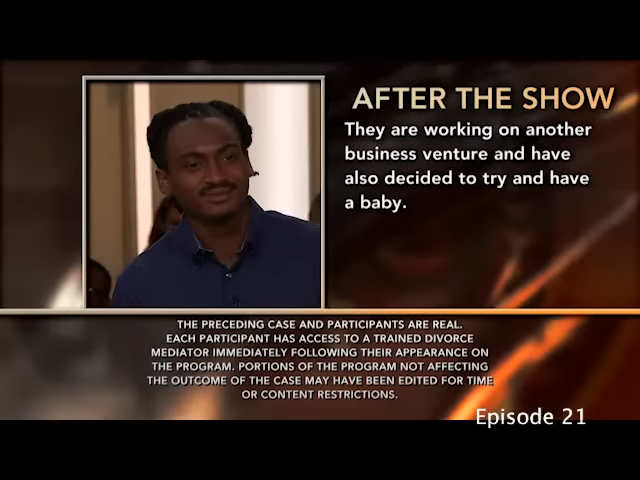 AFTER THE SHOW
They are working on another
business venture and have
also decided to try and have
a baby.
THE PRECEDING CASE AND PARTICIPANTS ARE REAL.
EACH PARTICIPANT HAS ACCESS TO A TRAINED DIVORCE
MEDIATOR IMMEDIATELY FOLLOWING THEIR APPEARANCE ON
THE PROGRAM. PORTIONS OF THE PROGRAM NOT AFFECTING
THE OUTCOME OF THE CASE MAY HAVE BEEN EDITED FOR TIME
OR CONTENT RESTRICTIONS.
Episode 21